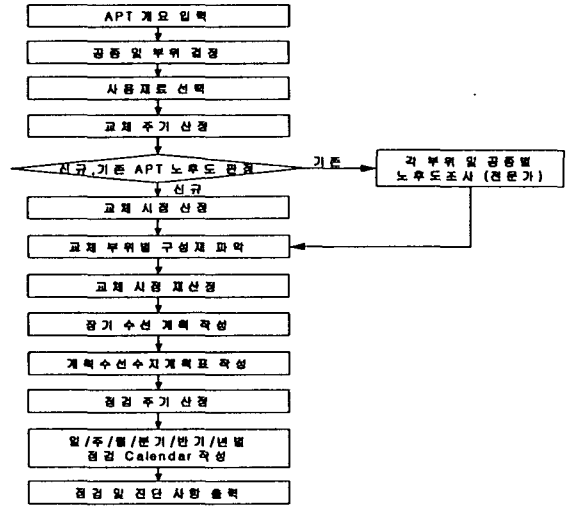 APT 개요 입력
공종 및 부위 결정
사용재료 선택
교체 주기 산정
신규,기존 APT 노후도 판정
기존
각 부위 및 공종별
노후도조사 (전문가)
신규
교체 시점 산정
교체 부위별 구성재 파악
교체 시점 재산정
장기 수선 계획 작성
계획수선수지계획표 작성
점검 주기 산정
일/주/월/분기/반기/년별
점검 Calendar 작성
점검 및 진단 사항 출력